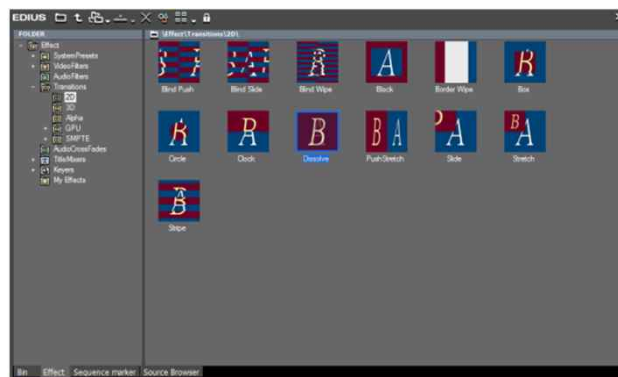 EDIUS
FOLDER
\Effect\Transitions\2D\
Effect
SystemPresets
VideoFilters
AudioFilters
Transitions
2D
3D
Alpha
GPU
SMPTE
AudioCrossFades
TitleMixers
Keyers
My Effects
Blind Push
Blind Slide
Blind Wipe
Block
Border Wipe
Box
Circle
Clock
Dissolve
PushStretch
Slide
Stretch
Stripe
Bin
Effect
Sequence marker
Source Browser